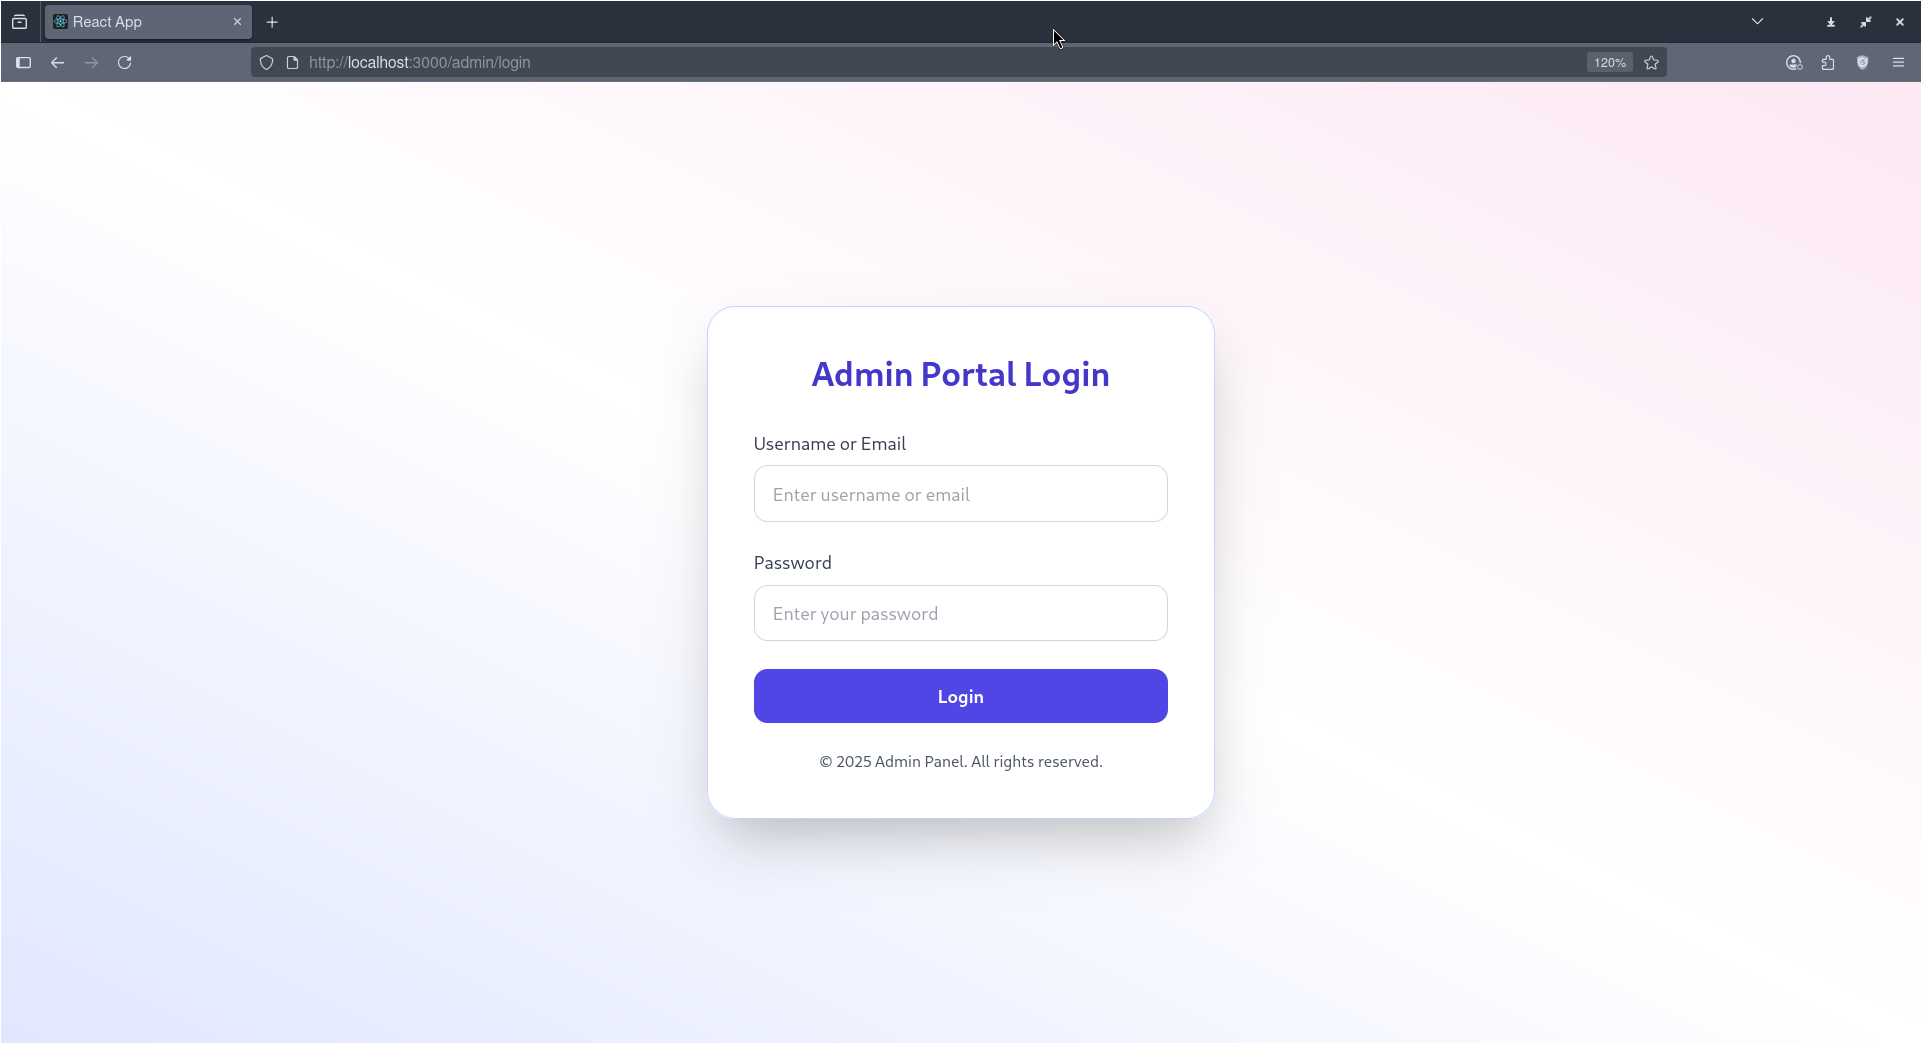 React App
http://localhost:3000/admin/login
120%
Admin Portal Login
Username or Email
Enter username or email
Password
Enter your password
Login
© 2025 Admin Panel. All rights reserved.